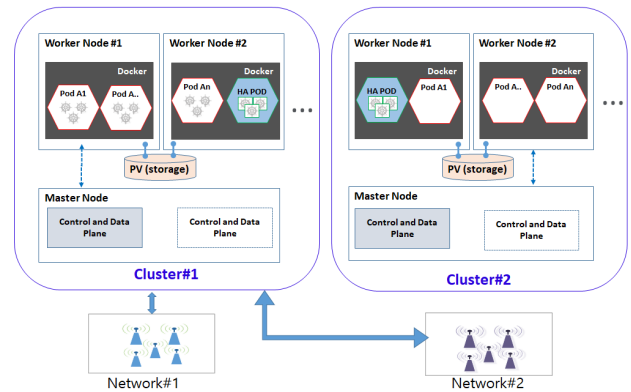 Worker Node #1
Docker
Pod A1
Pod A..
Worker Node #2
Docker
Pod An
HA POD
...
PV (storage)
Master Node
Control and Data
Plane
Control and Data
Plane
Cluster#1
Worker Node #1
Docker
HA POD
Pod A1
Worker Node #2
Docker
Pod A..
Pod An
...
PV (storage)
Master Node
Control and Data
Plane
Control and Data
Plane
Cluster#2
Network#1
Network#2